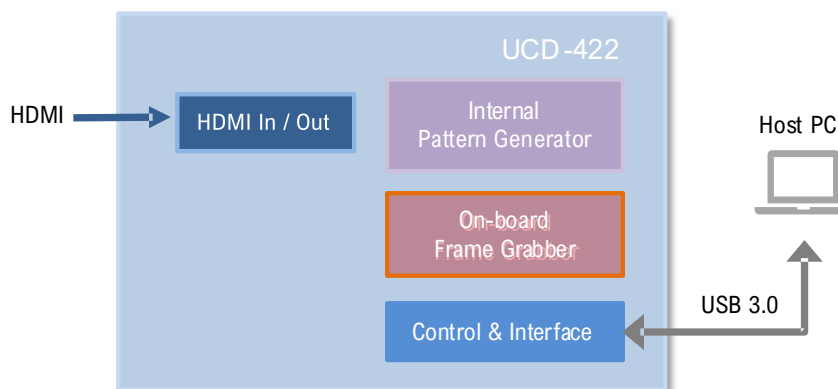 UCD-422
HDMI
HDMI In / Out
Internal
Pattern Generator
Host PC
On-board
Frame Grabber
USB 3.0
Control & Interface